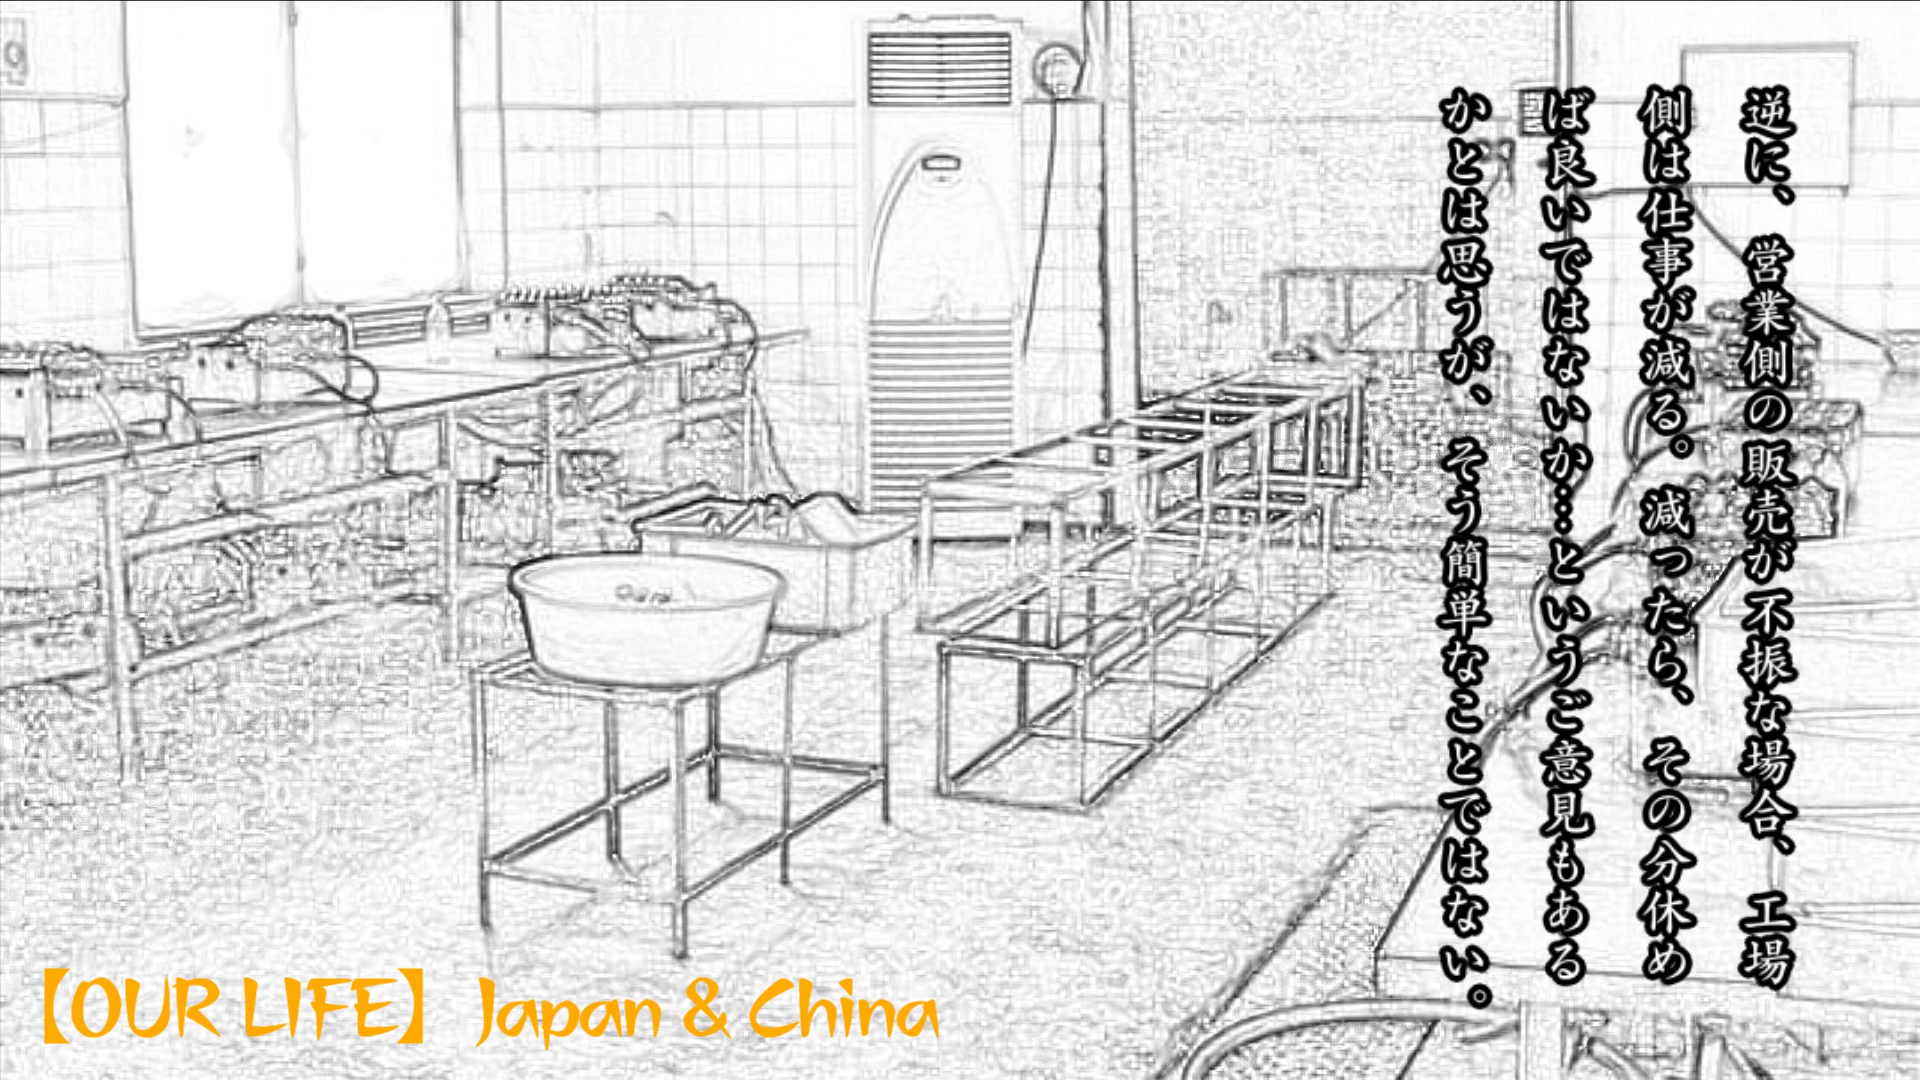 逆に、営業側の販売が不振な場合、工場
側は仕事が減る。減ったら、その分休め
ば良いではないか…というご意見もある
かとは思うが、そう簡単なことではない。
【OUR LIFE】 Japan & China